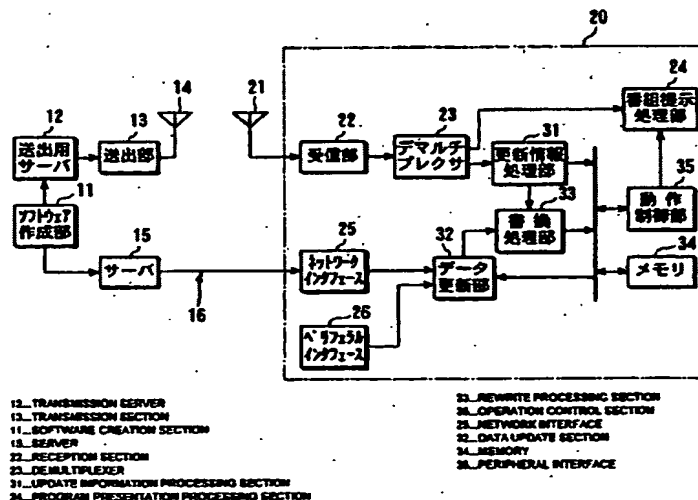 20
12
13
14
21
22
23
24
送出用
サーバ
送出部
受信部
デマルチ
プレクサ
番組提示
処理部
31
更新情報
処理部
11
ソフトウェア
作成部
33
書換
処理部
35
動作
制御部
15
サーバ
16
25
ネットワーク
インタフェース
32
データ
更新部
34
メモリ
26
ペリフェラル
インタフェース
12...TRANSMISSION SERVER
13...TRANSMISSION SECTION
11...SOFTWARE CREATION SECTION
15...SERVER
22...RECEPTION SECTION
23...DEMULTIPLEXER
31...UPDATE INFORMATION PROCESSING SECTION
24...PROGRAM PRESENTATION PROCESSING SECTION
33...REWRITE PROCESSING SECTION
35...OPERATION CONTROL SECTION
25...NETWORK INTERFACE
32...DATA UPDATE SECTION
34...MEMORY
26...PERIPHERAL INTERFACE